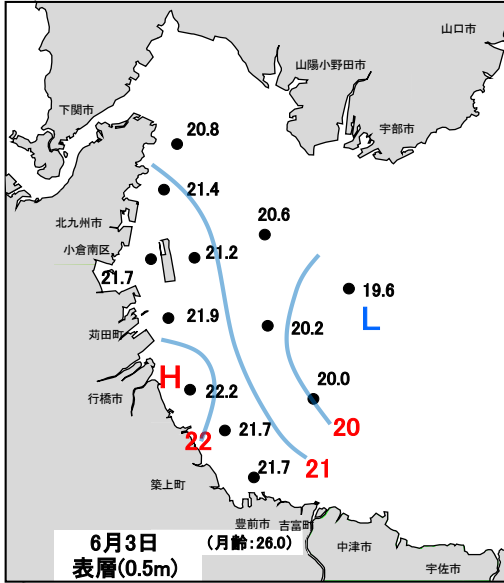 山口市
山陽小野田市
下関市
宇部市
20.8
21.4
北九州市
20.6
小倉南区
21.2
21.7
19.6
21.9
L
20.2
苅田町
H
22.2
20.0
行橋市
20
22
21.7
21
21.7
築上町
豊前市
吉富町
6月3日
(月齢:26.0)
表層(0.5m)
中津市
宇佐市